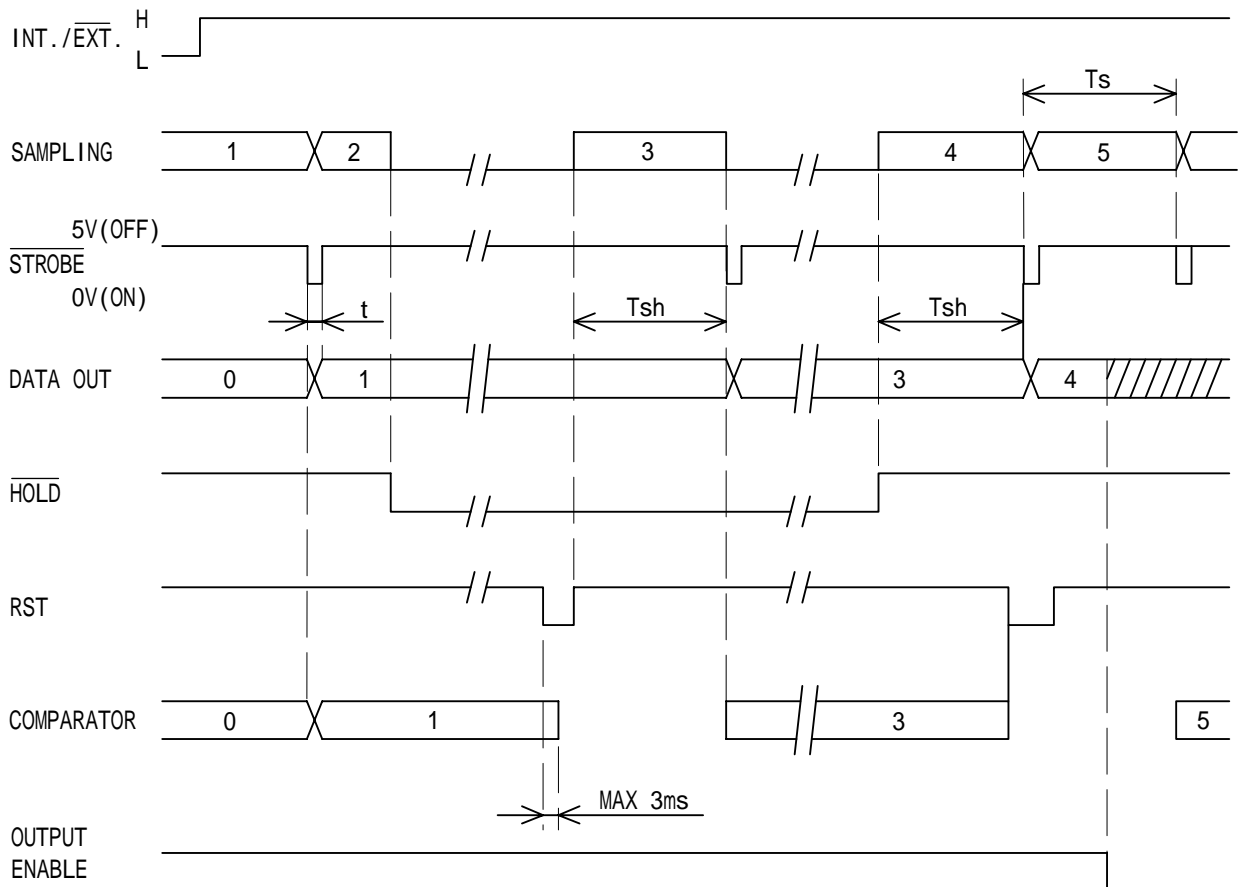 H
INT./EXT.
L
Ts
SAMPLING 1 2 3 4 5
5V(OFF)
STROBE
0V(ON)
t Tsh Tsh
DATA OUT 0 1 3 4
HOLD
RST
COMPARATOR 0 1 3 5
MAX 3ms
OUTPUT
ENABLE